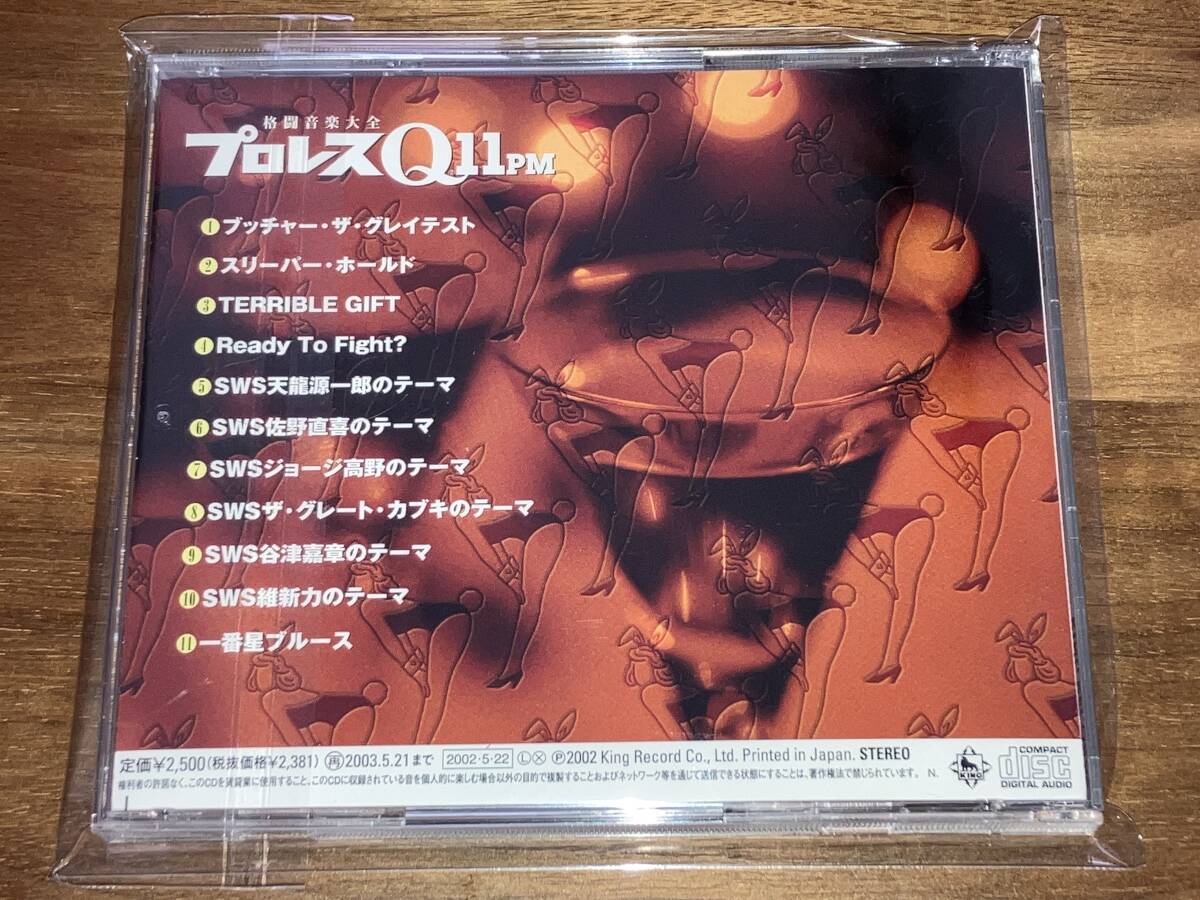 格闘音楽大全
プロレスQ11PM
1 ブッチャー・ザ・グレイテスト
2 スリーパー・ホールド
3 TERRIBLE GIFT
4 Ready To Fight?
5 SWS天龍源一郎のテーマ
6 SWS佐野直喜のテーマ
7 SWSジョージ高野のテーマ
8 SWSザ・グレート・カブキのテーマ
9 SWS谷津嘉章のテーマ
10 SWS維新力のテーマ
11 一番星ブルース
定価¥2,500(税抜価格¥2,381) 再2003.5.21まで 2002・5・22 LX Ⓟ2002 King Record Co., Ltd. Printed in Japan. STEREO
権利者の許諾なく、このCDを賃貸業に使用すること、このCDに収録されている音を個人的に楽しむ場合以外の目的で複製することおよびネットワーク等を通じて送信できる状態にすることは、著作権法で禁じられています。 N.
KING
COMPACT
disc
DIGITAL AUDIO